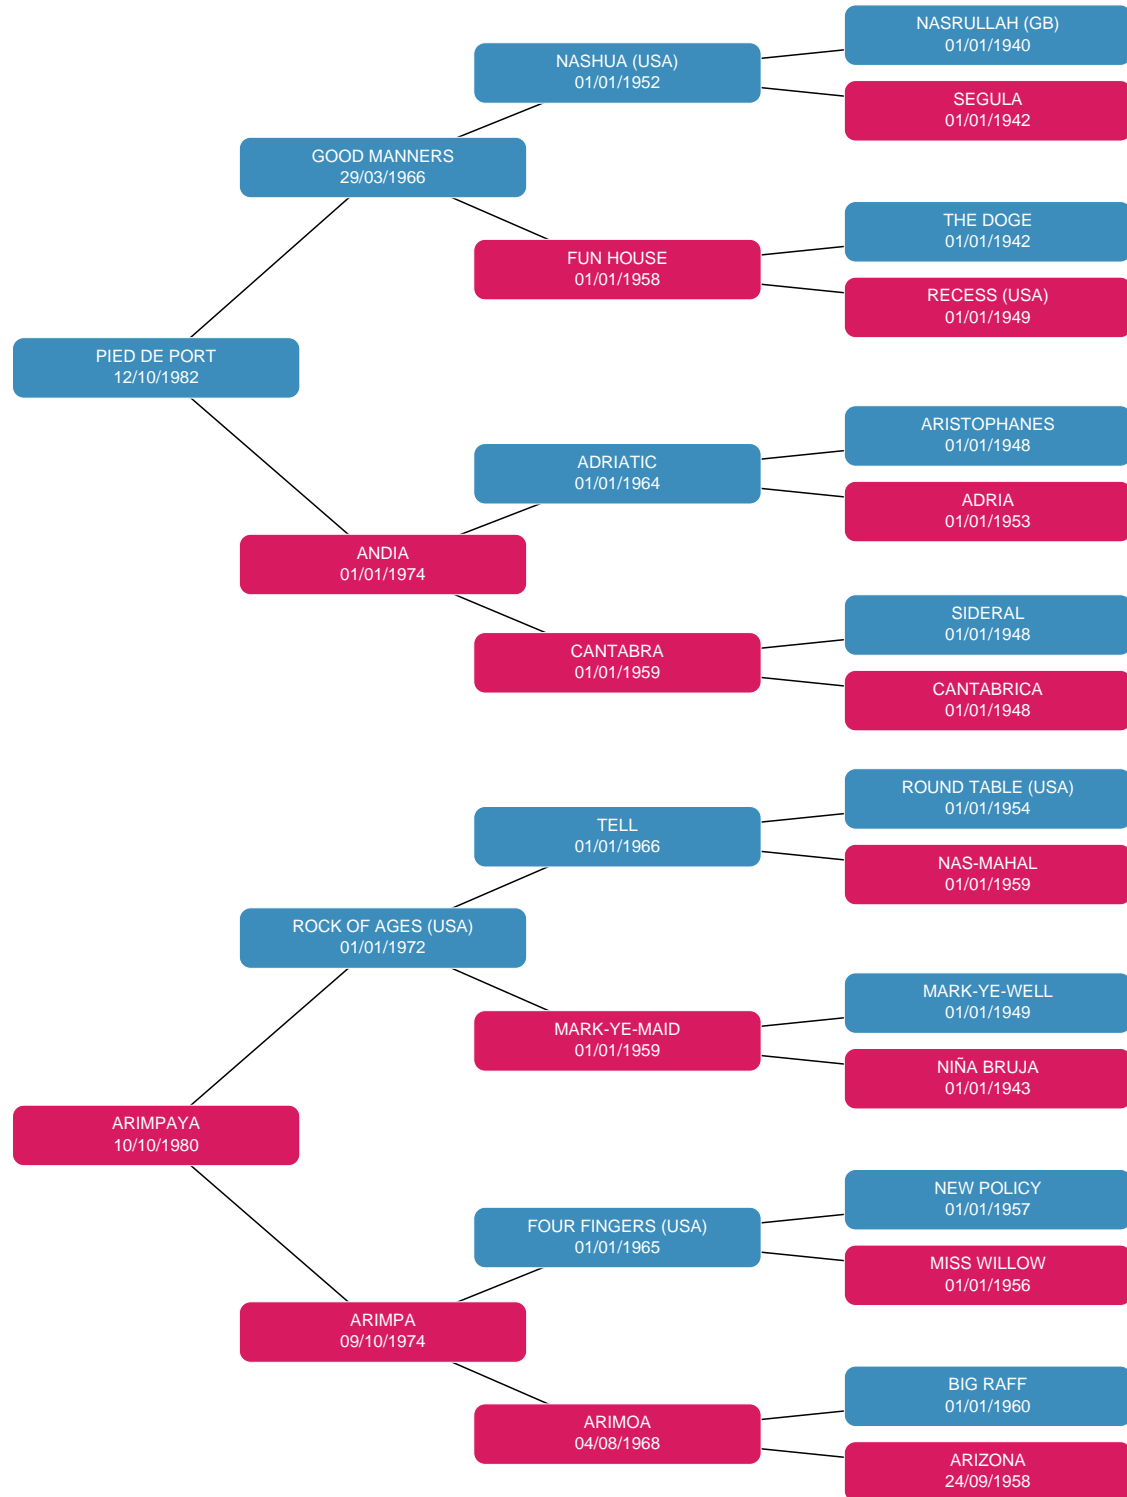 NASRULLAH (GB)
01/01/1940
NASHUA (USA)
01/01/1952
SEGULA
01/01/1942
GOOD MANNERS
29/03/1966
THE DOGE
01/01/1942
FUN HOUSE
01/01/1958
RECESS (USA)
01/01/1949
PIED DE PORT
12/10/1982
ARISTOPHANES
01/01/1948
ADRIATIC
01/01/1964
ADRIA
01/01/1953
ANDIA
01/01/1974
SIDERAL
01/01/1948
CANTABRA
01/01/1959
CANTABRICA
01/01/1948
ROUND TABLE (USA)
01/01/1954
TELL
01/01/1966
NAS-MAHAL
01/01/1959
ROCK OF AGES (USA)
01/01/1972
MARK-YE-WELL
01/01/1949
MARK-YE-MAID
01/01/1959
NIÑA BRUJA
01/01/1943
ARIMPAYA
10/10/1980
NEW POLICY
01/01/1957
FOUR FINGERS (USA)
01/01/1965
MISS WILLOW
01/01/1956
ARIMPA
09/10/1974
BIG RAFF
01/01/1960
ARIMOA
04/08/1968
ARIZONA
24/09/1958